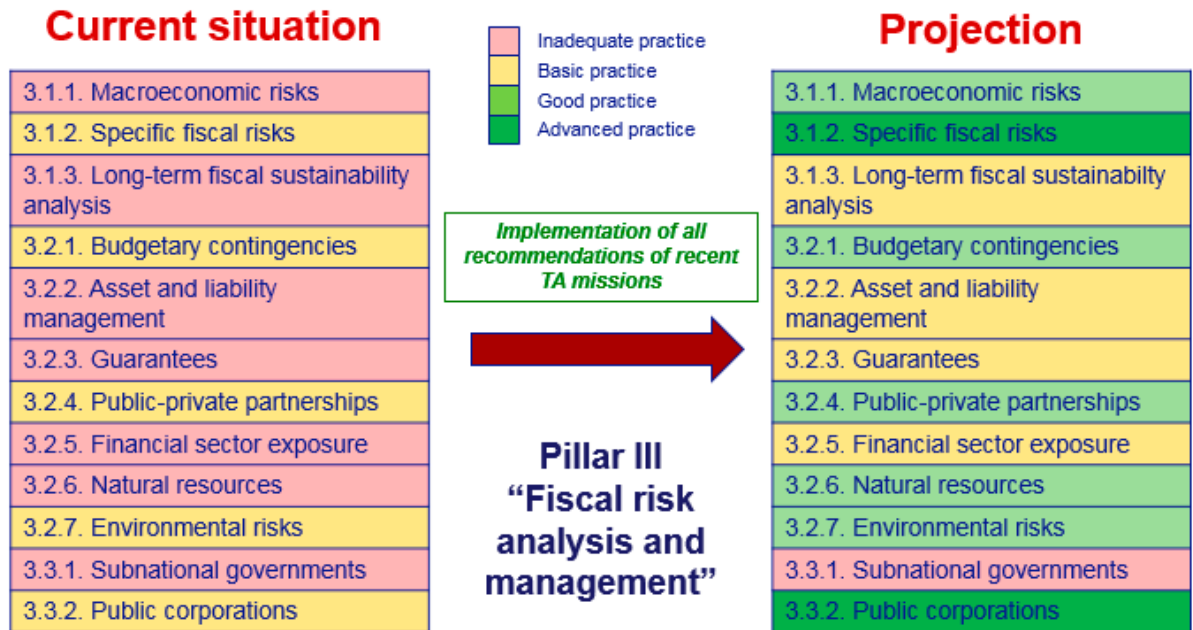 Current situation
3.1.1. Macroeconomic risks
3.1.2. Specific fiscal risks
3.1.3. Long-term fiscal sustainability
analysis
3.2.1. Budgetary contingencies
3.2.2. Asset and liability
management
3.2.3. Guarantees
3.2.4. Public-private partnerships
3.2.5. Financial sector exposure
3.2.6. Natural resources
3.2.7. Environmental risks
3.3.1. Subnational governments
3.3.2. Public corporations
Inadequate practice
Basic practice
Good practice
Advanced practice
Implementation of all
recommendations of recent
TA missions
Pillar III
“Fiscal risk
analysis and
management”
Projection
3.1.1. Macroeconomic risks
3.1.2. Specific fiscal risks
3.1.3. Long-term fiscal sustainabilty
analysis
3.2.1. Budgetary contingencies
3.2.2. Asset and liability
management
3.2.3. Guarantees
3.2.4. Public-private partnerships
3.2.5. Financial sector exposure
3.2.6. Natural resources
3.2.7. Environmental risks
3.3.1. Subnational governments
3.3.2. Public corporations